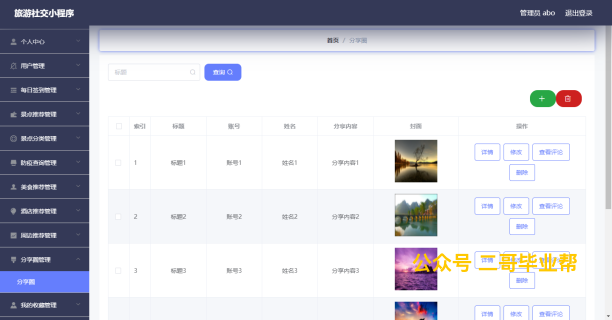 旅游社交小程序
管理员 abo
退出登录
个人中心
用户管理
每日签到管理
景点推荐管理
景点分类管理
防疫查询管理
美食推荐管理
酒店推荐管理
周边推荐管理
分享圈管理
分享圈
我的收藏管理
首页 / 分享圈
标题
查询
索引 标题 账号 姓名 分享内容 封面 操作
1 标题1 账号1 姓名1 分享内容1 详情 修改 查看评论
删除
2 标题2 账号2 姓名2 分享内容2 详情 修改 查看评论
删除
3 标题3 账号3 姓名3 分享内容3 详情 修改 查看评论
删除
详情 修改 查看评论
公众号 二哥毕业帮